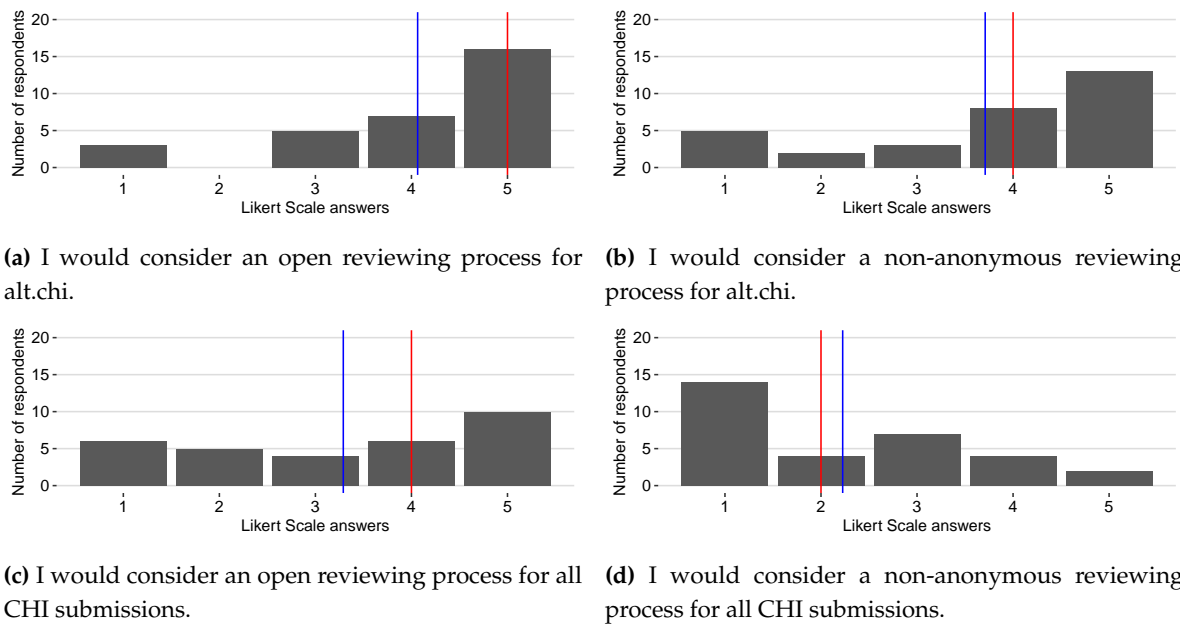 Number of respondents
20
15
10
5
0
1 2 3 4 5
Likert Scale answers
(a) I would consider an open reviewing process for
alt.chi.
Number of respondents
20
15
10
5
0
1 2 3 4 5
Likert Scale answers
(b) I would consider a non-anonymous reviewing
process for alt.chi.
Number of respondents
20
15
10
5
0
1 2 3 4 5
Likert Scale answers
(c) I would consider an open reviewing process for all
CHI submissions.
Number of respondents
20
15
10
5
0
1 2 3 4 5
Likert Scale answers
(d) I would consider a non-anonymous reviewing
process for all CHI submissions.